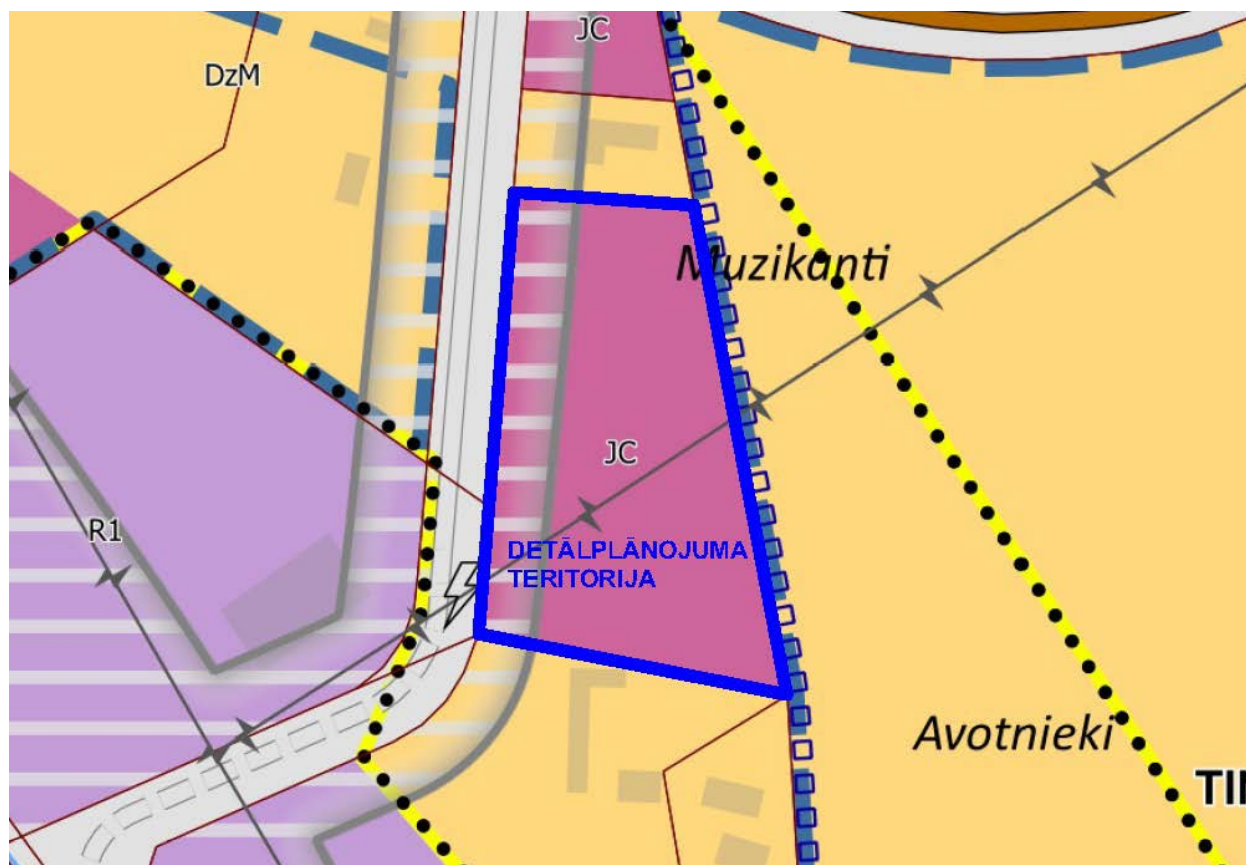 JC
DzM
Muzikanti
JC
R1
DETĀLPLĀNOJUMA
TERITORIJA
Avotnieki